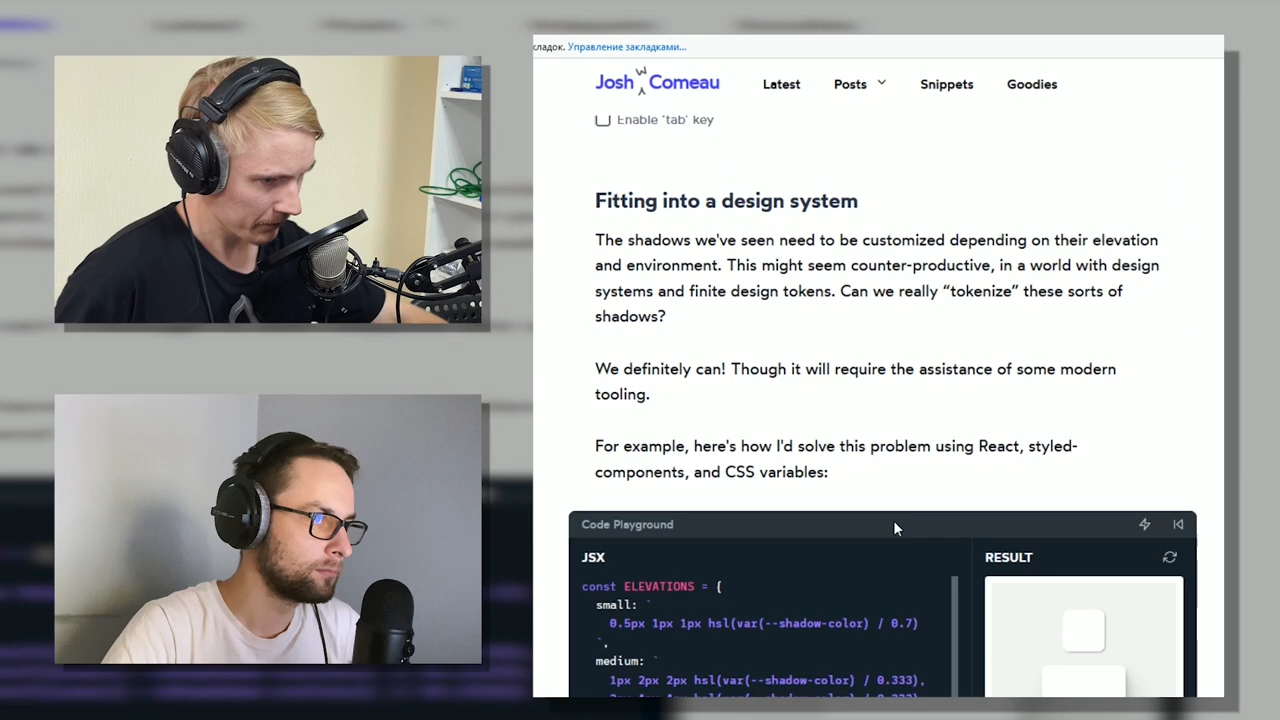 кладок. Управление закладками...
Josh W Comeau
Latest
Posts
Snippets
Goodies
Enable 'tab' key
Fitting into a design system
The shadows we've seen need to be customized depending on their elevation
and environment. This might seem counter-productive, in a world with design
systems and finite design tokens. Can we really “tokenize” these sorts of
shadows?
We definitely can! Though it will require the assistance of some modern
tooling.
For example, here's how I'd solve this problem using React, styled-
components, and CSS variables:
Code Playground
JSX
RESULT
const ELEVATIONS = {
small: `
0.5px 1px 1px hsl(var(--shadow-color) / 0.7)
`,
medium: `
1px 2px 2px hsl(var(--shadow-color) / 0.333),